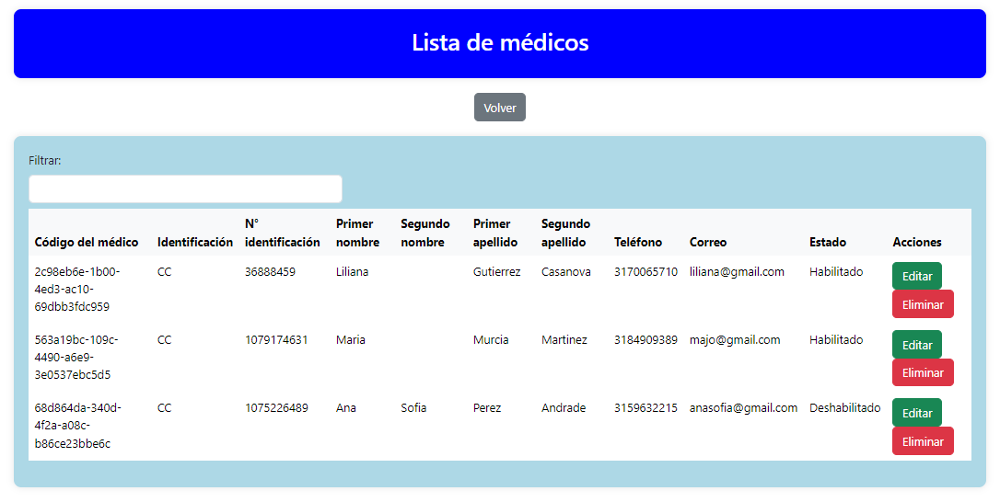 Lista de médicos
Volver
Filtrar:
Código del médico Identificación N° identificación Primer nombre Segundo nombre Primer apellido Segundo apellido Teléfono Correo Estado Acciones
2c98eb6e-1b00-4ed3-ac10-69dbb3fdc959 CC 36888459 Liliana Gutierrez Casanova 3170065710 liliana@gmail.com Habilitado Editar Eliminar
563a19bc-109c-4490-a6e9-3e0537ebc5d5 CC 1079174631 Maria Murcia Martinez 3184909389 majo@gmail.com Habilitado Editar Eliminar
68d864da-340d-4f2a-a08c-b86ce23bbe6c CC 1075226489 Ana Sofia Perez Andrade 3159632215 anasofia@gmail.com Deshabilitado Editar Eliminar